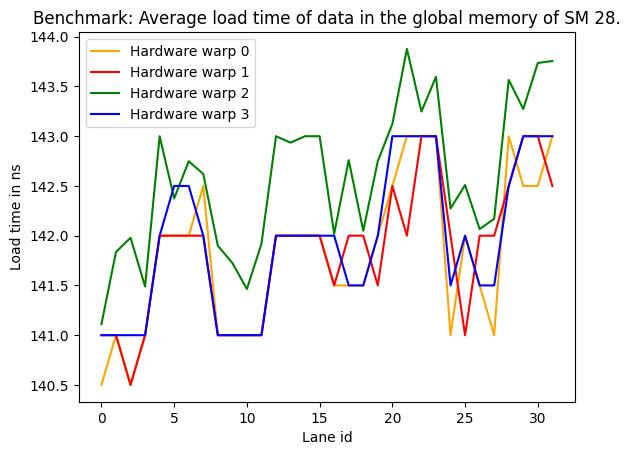 Benchmark: Average load time of data in the global memory of SM 28.
144.0
143.5
143.0
142.5
142.0
141.5
141.0
140.5
Load time in ns
Hardware warp 0
Hardware warp 1
Hardware warp 2
Hardware warp 3
0 5 10 15 20 25 30
Lane id